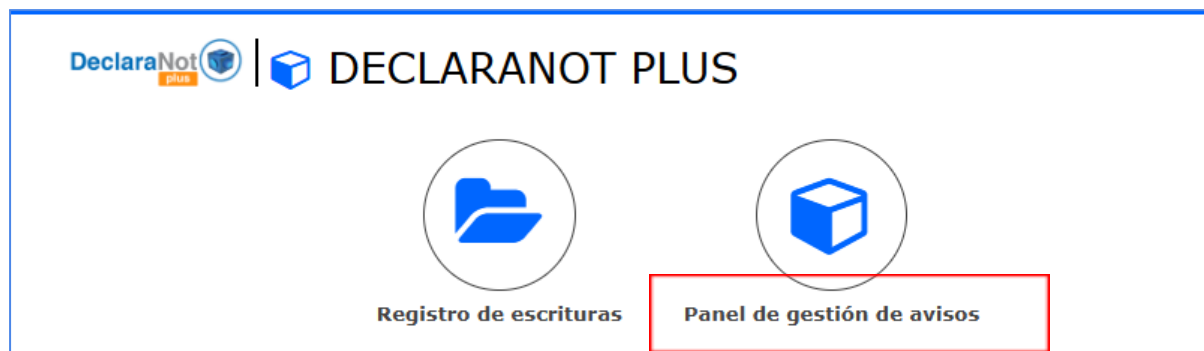 DeclaraNot plus DECLARANOT PLUS
Registro de escrituras Panel de gestión de avisos